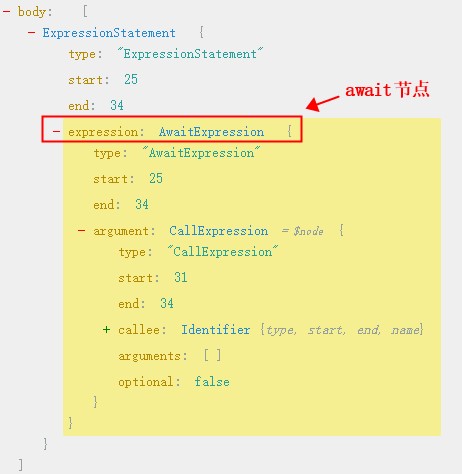 - body: [
- ExpressionStatement {
type: "ExpressionStatement"
start: 25
end: 34
await节点
- expression: AwaitExpression {
type: "AwaitExpression"
start: 25
end: 34
- argument: CallExpression = $node {
type: "CallExpression"
start: 31
end: 34
+ callee: Identifier {type, start, end, name}
arguments: [ ]
optional: false
}
}
}
]